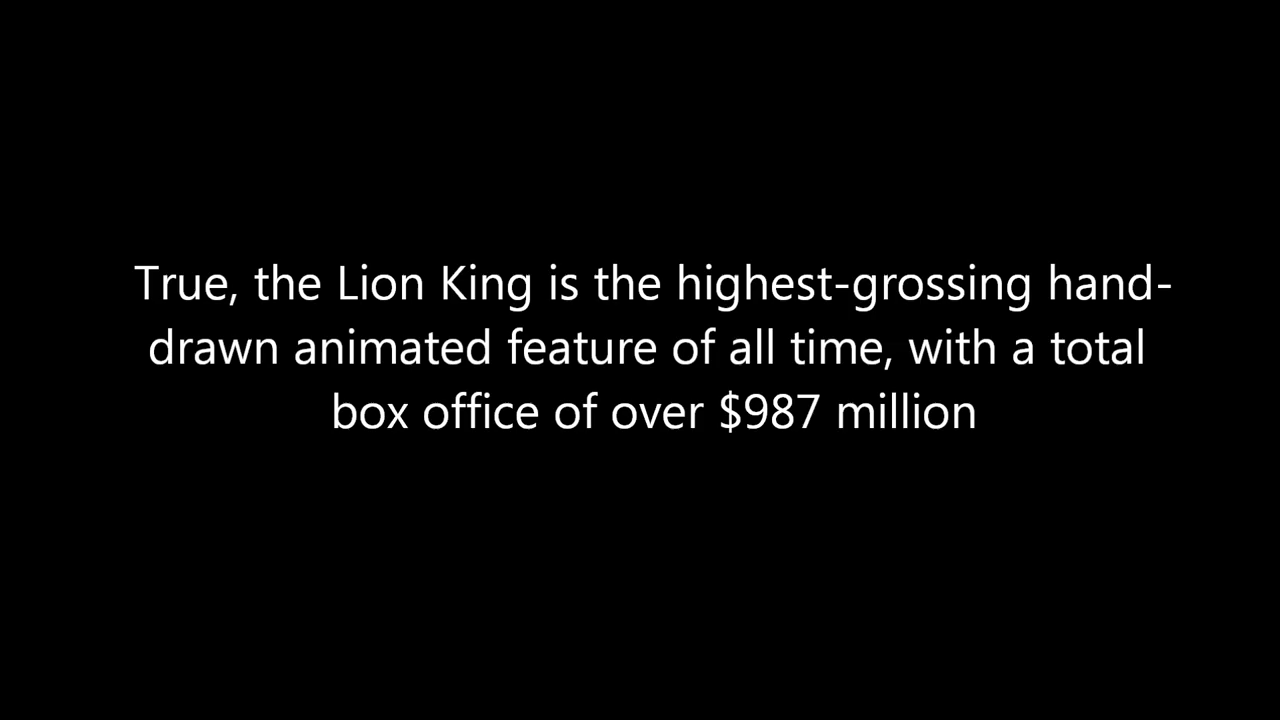 True, the Lion King is the highest-grossing hand-
drawn animated feature of all time, with a total
box office of over $987 million